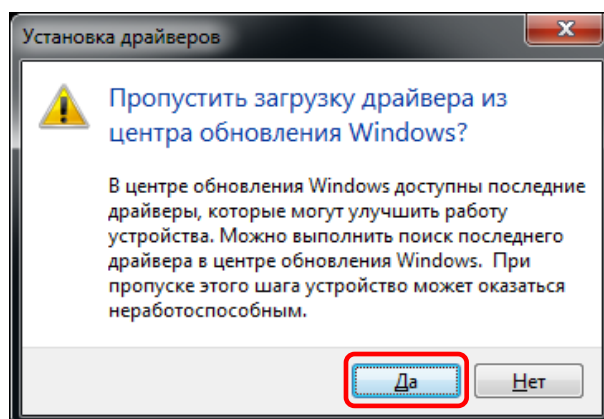 Установка драйверов
Пропустить загрузку драйвера из
центра обновления Windows?
В центре обновления Windows доступны последние
драйверы, которые могут улучшить работу
устройства. Можно выполнить поиск последнего
драйвера в центре обновления Windows.  При
пропуске этого шага устройство может оказаться
неработоспособным.
Да
Нет